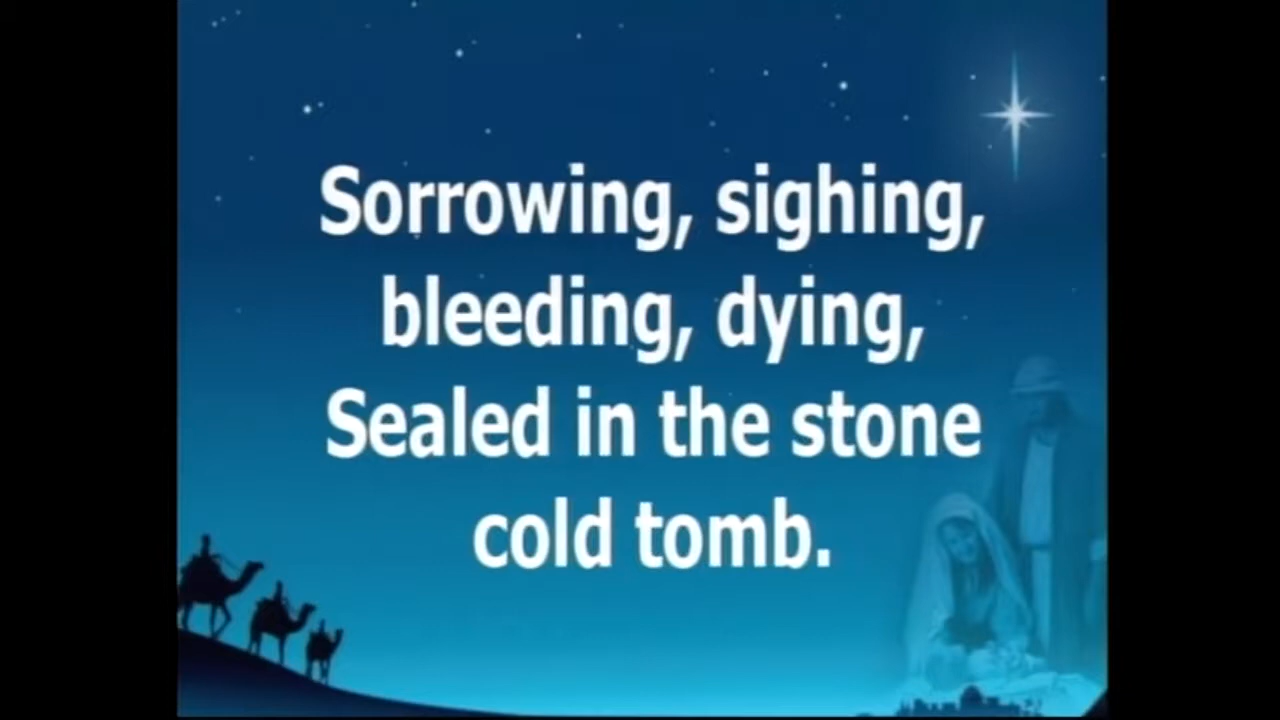 Sorrowing, sighing,
bleeding, dying,
Sealed in the stone
cold tomb.